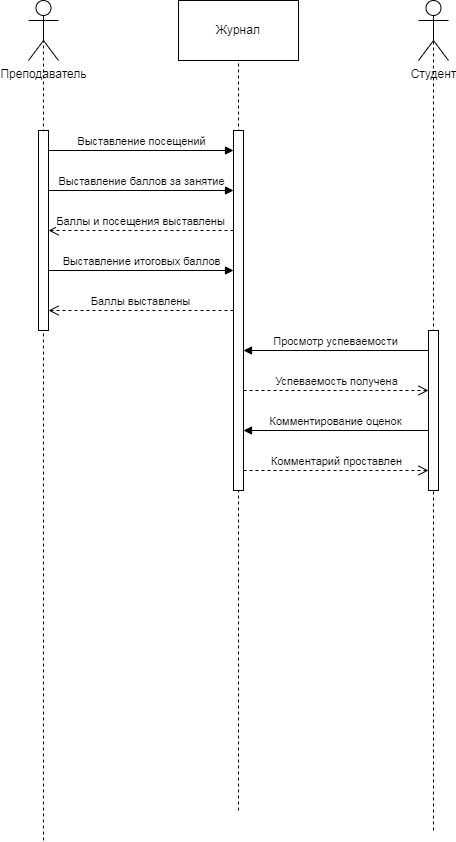 Журнал
Преподаватель
Студент
Выставление посещений
Выставление баллов за занятие
Баллы и посещения выставлены
Выставление итоговых баллов
Баллы выставлены
Просмотр успеваемости
Успеваемость получена
Комментирование оценок
Комментарий проставлен